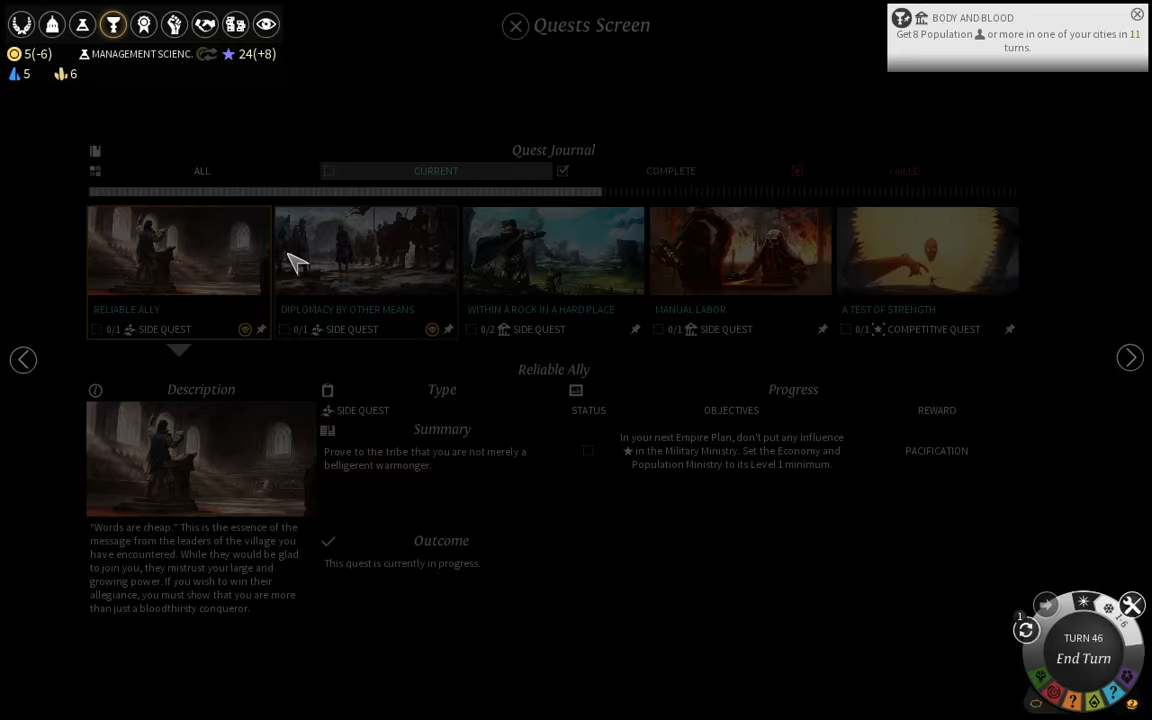 Quests Screen
BODY AND BLOOD
Get 8 Population or more in one of your cities in 11
turns.
5(-6) MANAGEMENT SCIENC. 24(+8)
5 6
Quest Journal
ALL CURRENT COMPLETE FAILED
RELIABLE ALLY DIPLOMACY BY OTHER MEANS WITHIN A ROCK IN A HARD PLACE MANUAL LABOR A TEST OF STRENGTH
0/1 SIDE QUEST 0/1 SIDE QUEST 0/2 SIDE QUEST 0/1 SIDE QUEST 0/1 COMPETITIVE QUEST
Reliable Ally
Description Type Progress
SIDE QUEST STATUS OBJECTIVES REWARD
Summary
Prove to the tribe that you are not merely a
belligerent warmonger.
In your next Empire Plan, don't put any Influence
in the Military Ministry. Set the Economy and
Population Ministry to its Level 1 minimum.
PACIFICATION
"Words are cheap." This is the essence of the
message from the leaders of the village you
have encountered. While they would be glad
to join you, they mistrust your large and
growing power. If you wish to win their
allegiance, you must show that you are more
than just a bloodthirsty conqueror.
Outcome
This quest is currently in progress.
1
1-6
TURN 46
End Turn
? ?
2